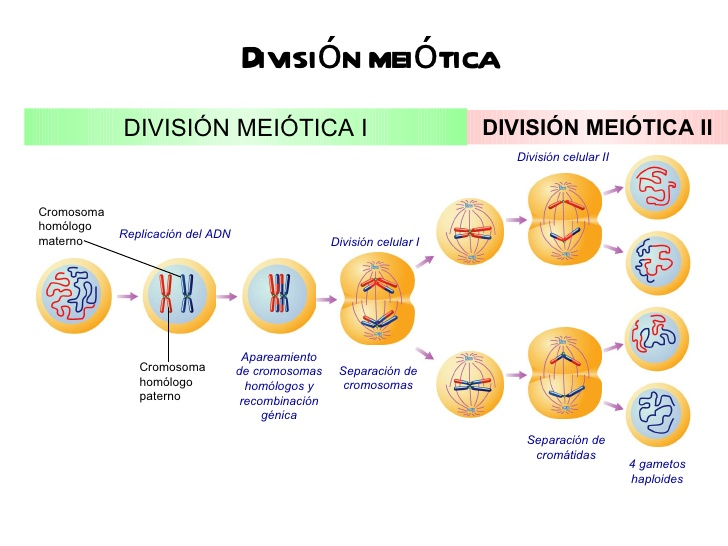 División meiótica
DIVISIÓN MEIÓTICA I
DIVISIÓN MEIÓTICA II
División celular II
Cromosoma
homólogo
materno
Replicación del ADN
División celular I
Cromosoma
homólogo
paterno
Apareamiento
de cromosomas
homólogos y
recombinación
génica
Separación de
cromosomas
Separación de
cromátidas
4 gametos
haploides